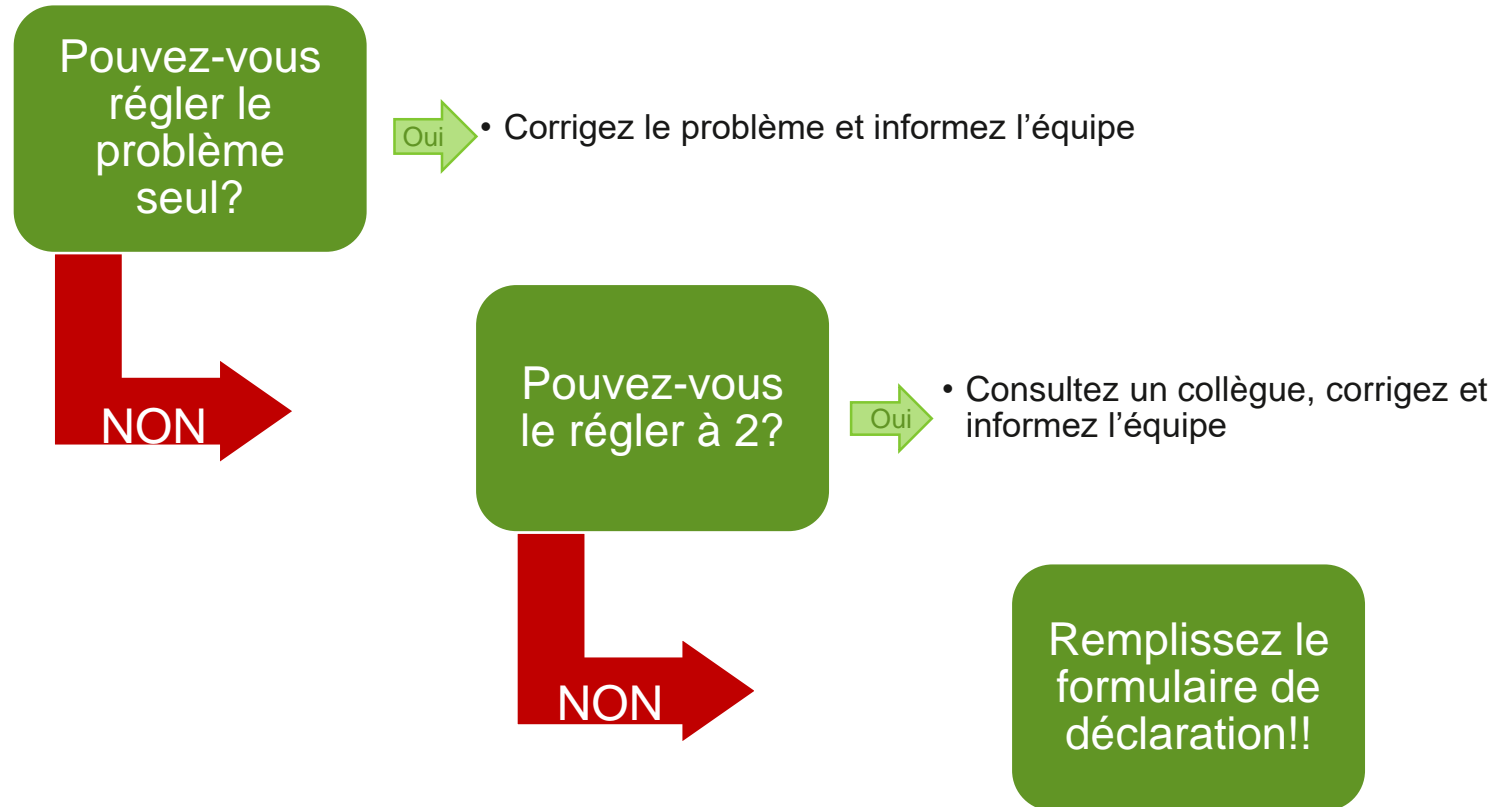 Pouvez-vous
régler le
problème
seul?
Oui
• Corrigez le problème et informez l’équipe
NON
Pouvez-vous
le régler à 2?
Oui
• Consultez un collègue, corrigez et
informez l’équipe
NON
Remplissez le
formulaire de
déclaration!!